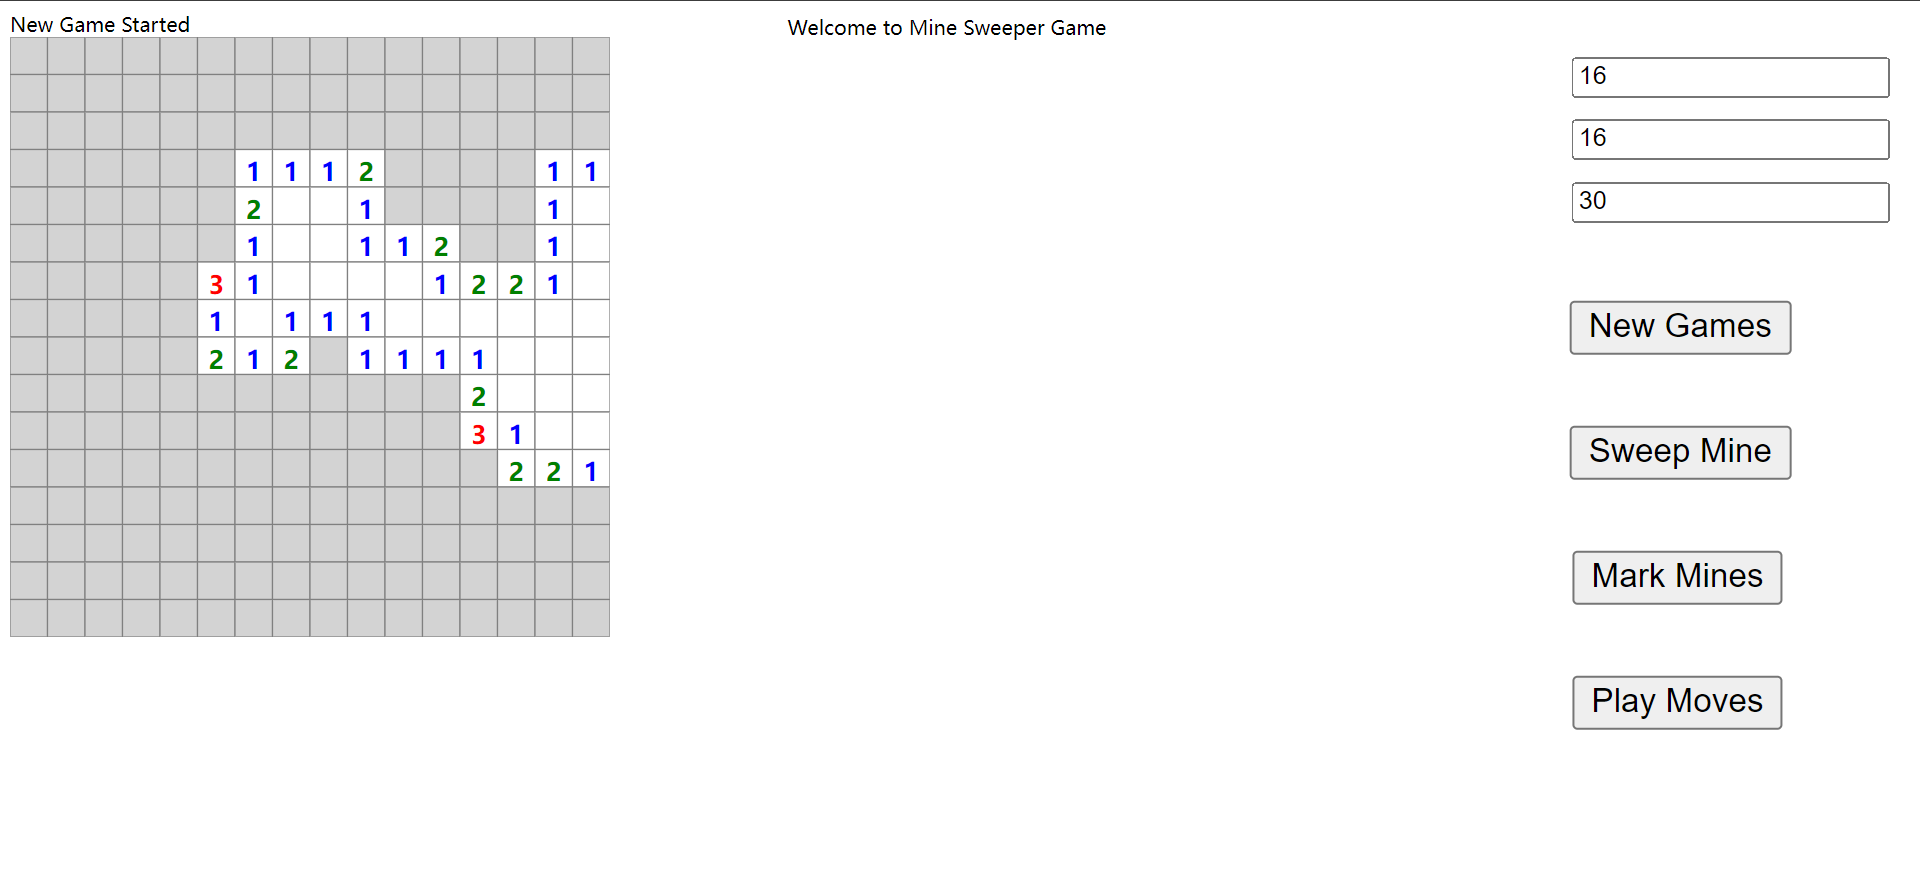 New Game Started
Welcome to Mine Sweeper Game
16
16
30
1 1 1 2 1 1
2 1 1
1 1 1 2 1
3 1 1 2 2 1
1 1 1 1
2 1 2 1 1 1 1
2
3 1
2 2 1
New Games
Sweep Mine
Mark Mines
Play Moves